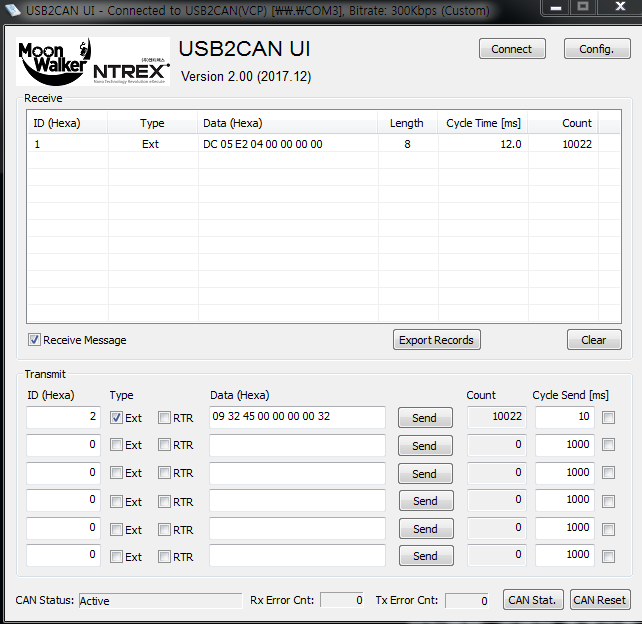 USB2CAN UI - Connected to USB2CAN(VCP) [₩₩.₩COM3], Bitrate: 300Kbps (Custom)
Moon Walker (주)엔티렉스 NTREX
USB2CAN UI
Connect Config.
Version 2.00 (2017.12)
Receive
ID (Hexa) Type Data (Hexa) Length Cycle Time [ms] Count
1 Ext DC 05 E2 04 00 00 00 00 8 12.0 10022
Receive Message Export Records Clear
Transmit
ID (Hexa) Type Data (Hexa) Count Cycle Send [ms]
2 Ext RTR 09 32 45 00 00 00 00 32 Send 10022 10
0 Ext RTR Send 0 1000
0 Ext RTR Send 0 1000
0 Ext RTR Send 0 1000
0 Ext RTR Send 0 1000
0 Ext RTR Send 0 1000
CAN Status: Active Rx Error Cnt: 0 Tx Error Cnt: 0 CAN Stat. CAN Reset